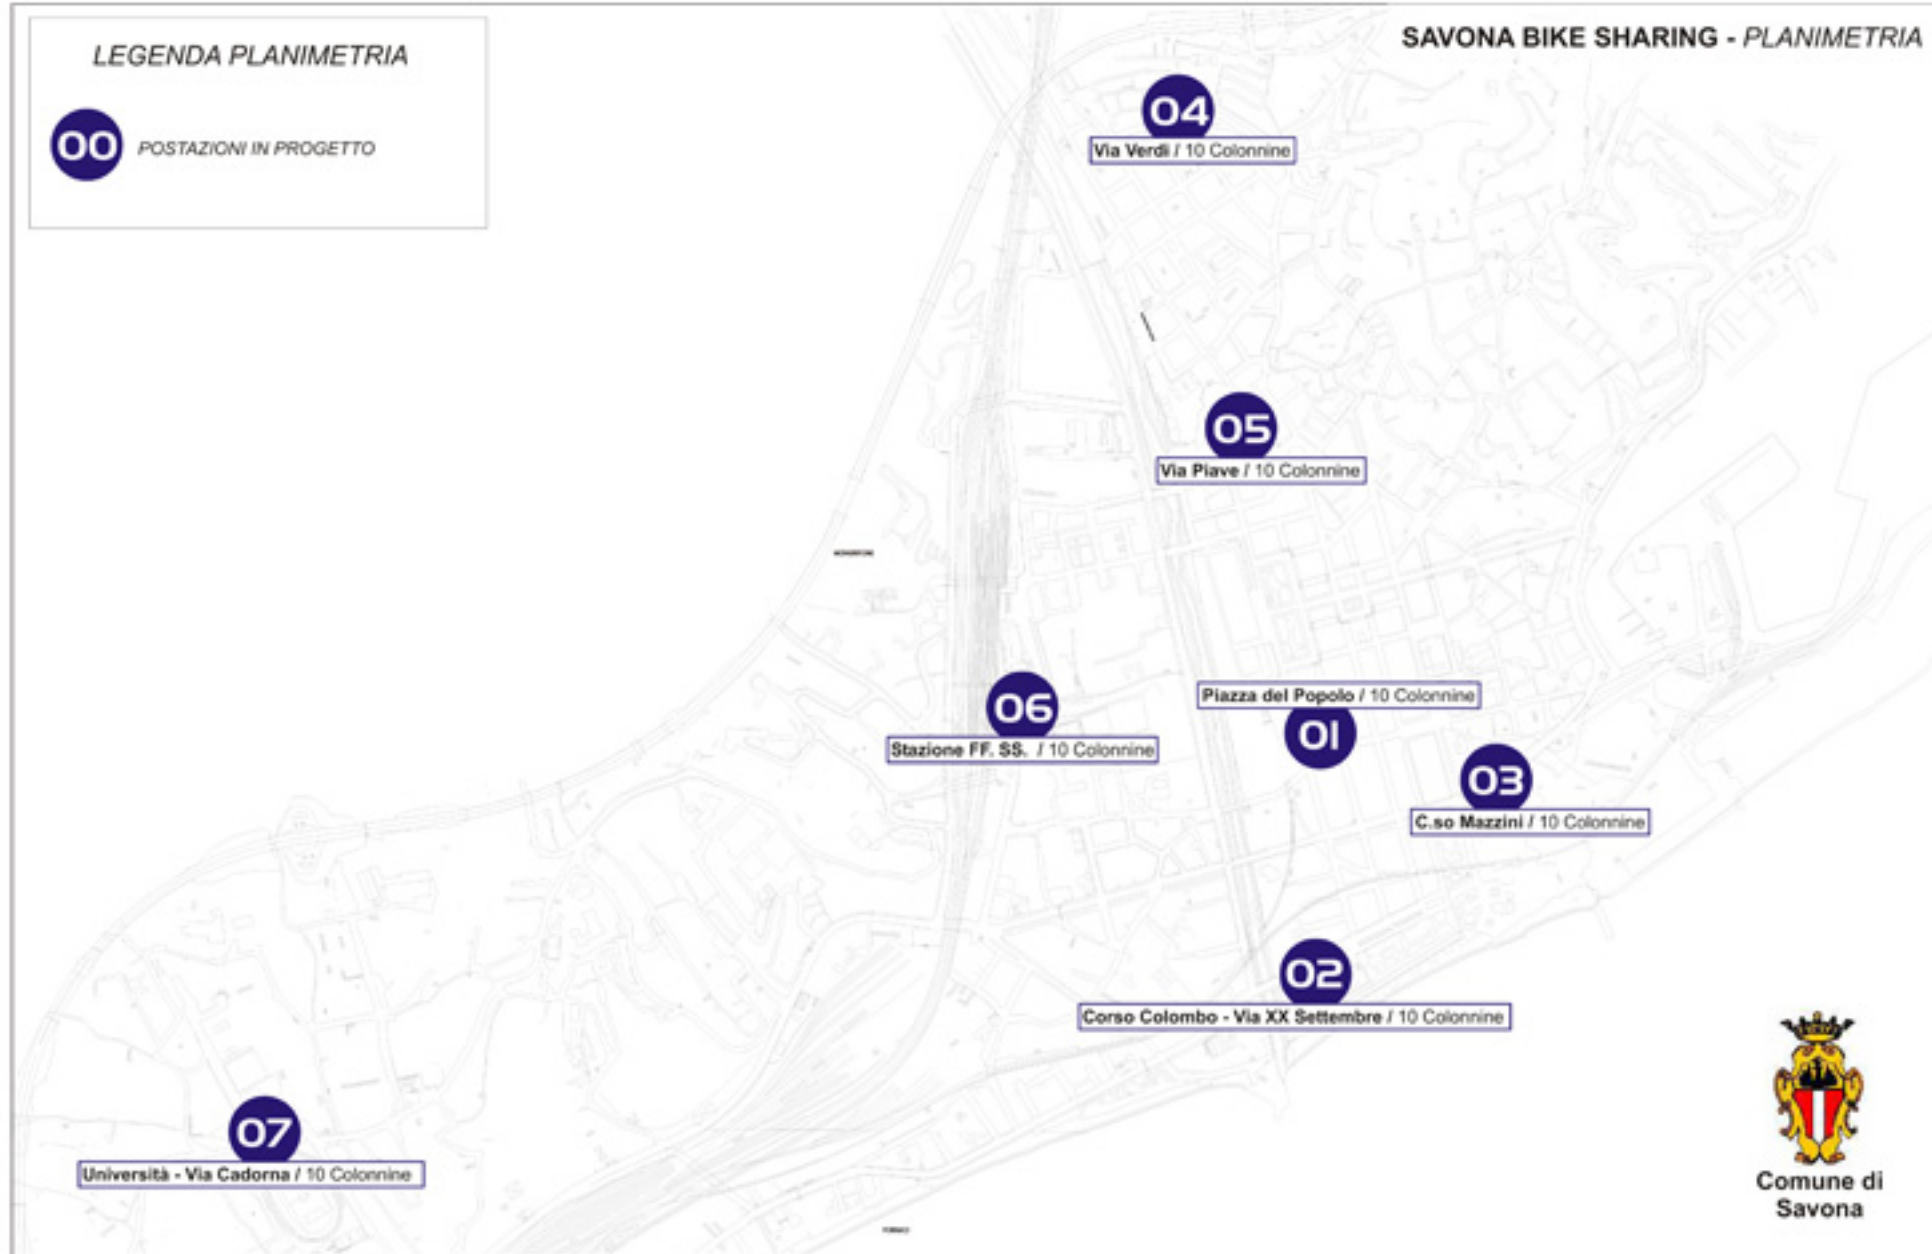 LEGENDA PLANIMETRIA
00 POSTAZIONI IN PROGETTO
SAVONA BIKE SHARING - PLANIMETRIA
04
Via Verdi / 10 Colonnine
05
Via Piave / 10 Colonnine
06
Stazione FF. SS. / 10 Colonnine
Piazza del Popolo / 10 Colonnine
01
03
C.so Mazzini / 10 Colonnine
02
Corso Colombo - Via XX Settembre / 10 Colonnine
07
Università - Via Cadorna / 10 Colonnine
Comune di
Savona